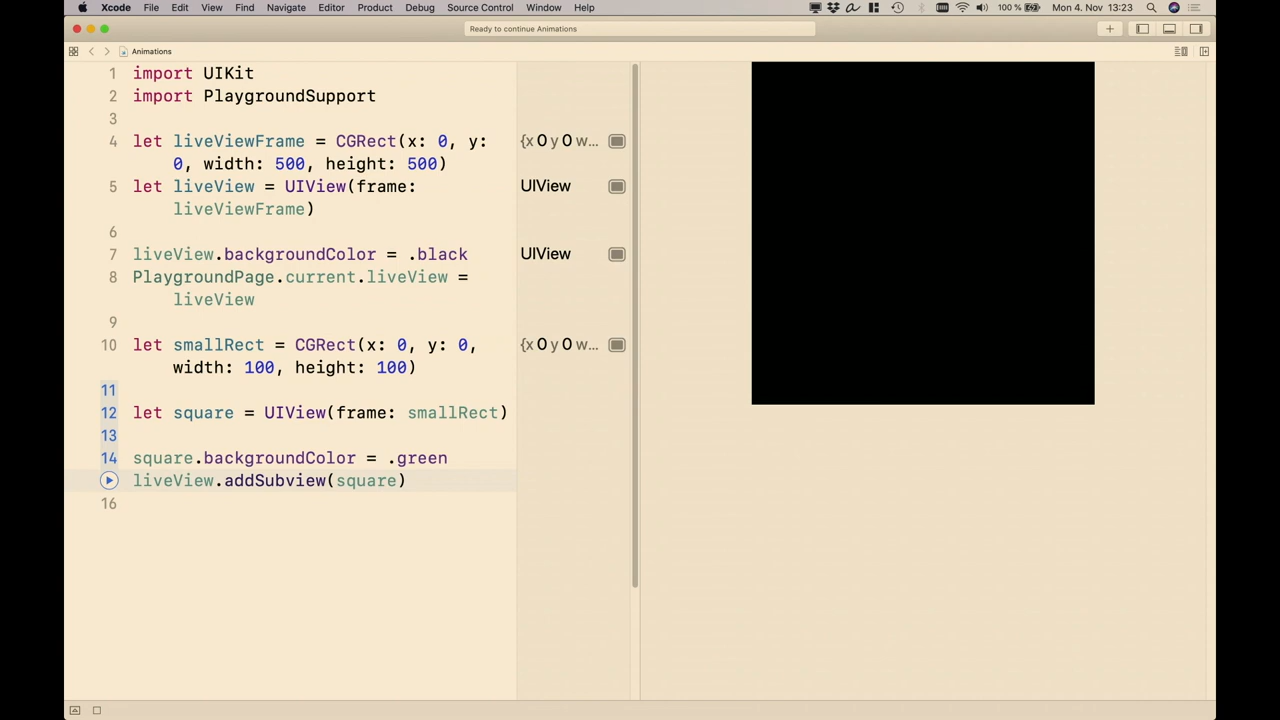 Xcode File Edit View Find Navigate Editor Product Debug Source Control Window Help 100 % Mon 4. Nov 13:23
Ready to continue Animations
Animations
1 import UIKit
2 import PlaygroundSupport
3
4 let liveViewFrame = CGRect(x: 0, y: {x 0 y 0 w...
0, width: 500, height: 500)
5 let liveView = UIView(frame: UIView
liveViewFrame)
6
7 liveView.backgroundColor = .black UIView
8 PlaygroundPage.current.liveView =
liveView
9
10 let smallRect = CGRect(x: 0, y: 0, {x 0 y 0 w...
width: 100, height: 100)
11
12 let square = UIView(frame: smallRect)
13
14 square.backgroundColor = .green
liveView.addSubview(square)
16